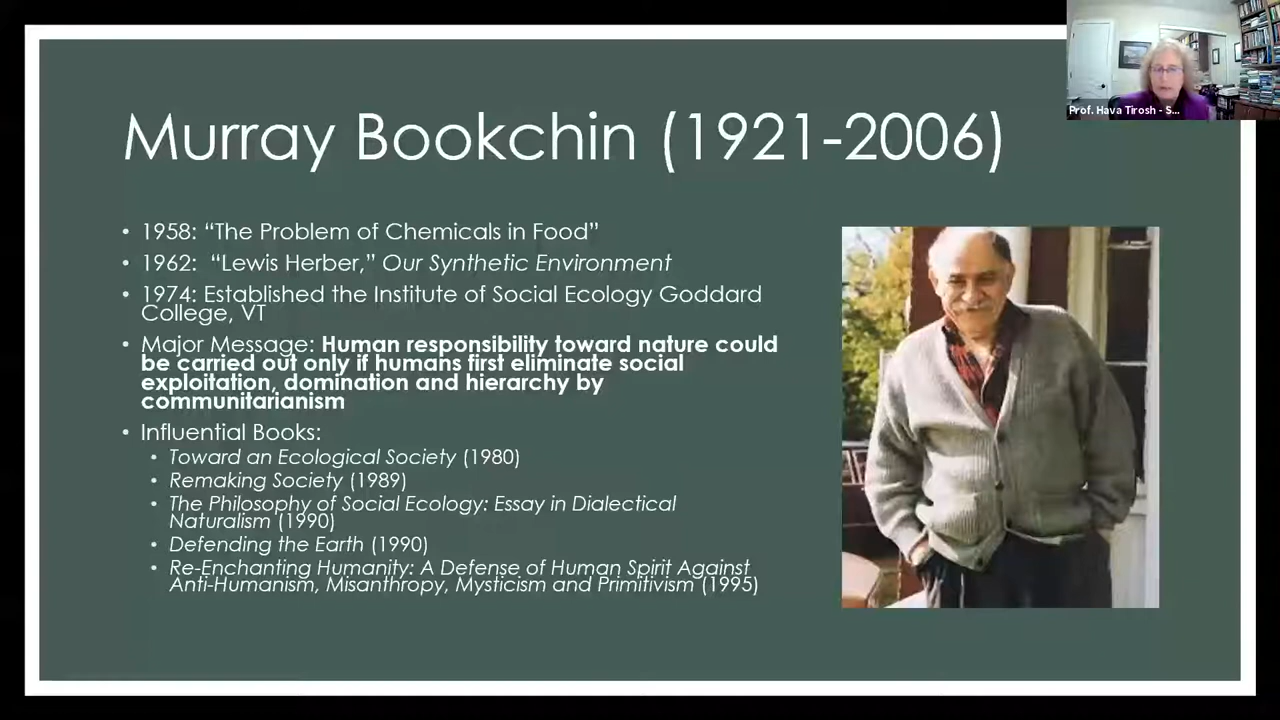 Prof. Hava Tirosh - S...
Murray Bookchin (1921-2006)
• 1958: “The Problem of Chemicals in Food”
• 1962:  “Lewis Herber,” Our Synthetic Environment
• 1974: Established the Institute of Social Ecology Goddard
College, VT
• Major Message: Human responsibility toward nature could
be carried out only if humans first eliminate social
exploitation, domination and hierarchy by
communitarianism
• Influential Books:
• Toward an Ecological Society (1980)
• Remaking Society (1989)
• The Philosophy of Social Ecology: Essay in Dialectical
Naturalism (1990)
• Defending the Earth (1990)
• Re-Enchanting Humanity: A Defense of Human Spirit Against
Anti-Humanism, Misanthropy, Mysticism and Primitivism (1995)